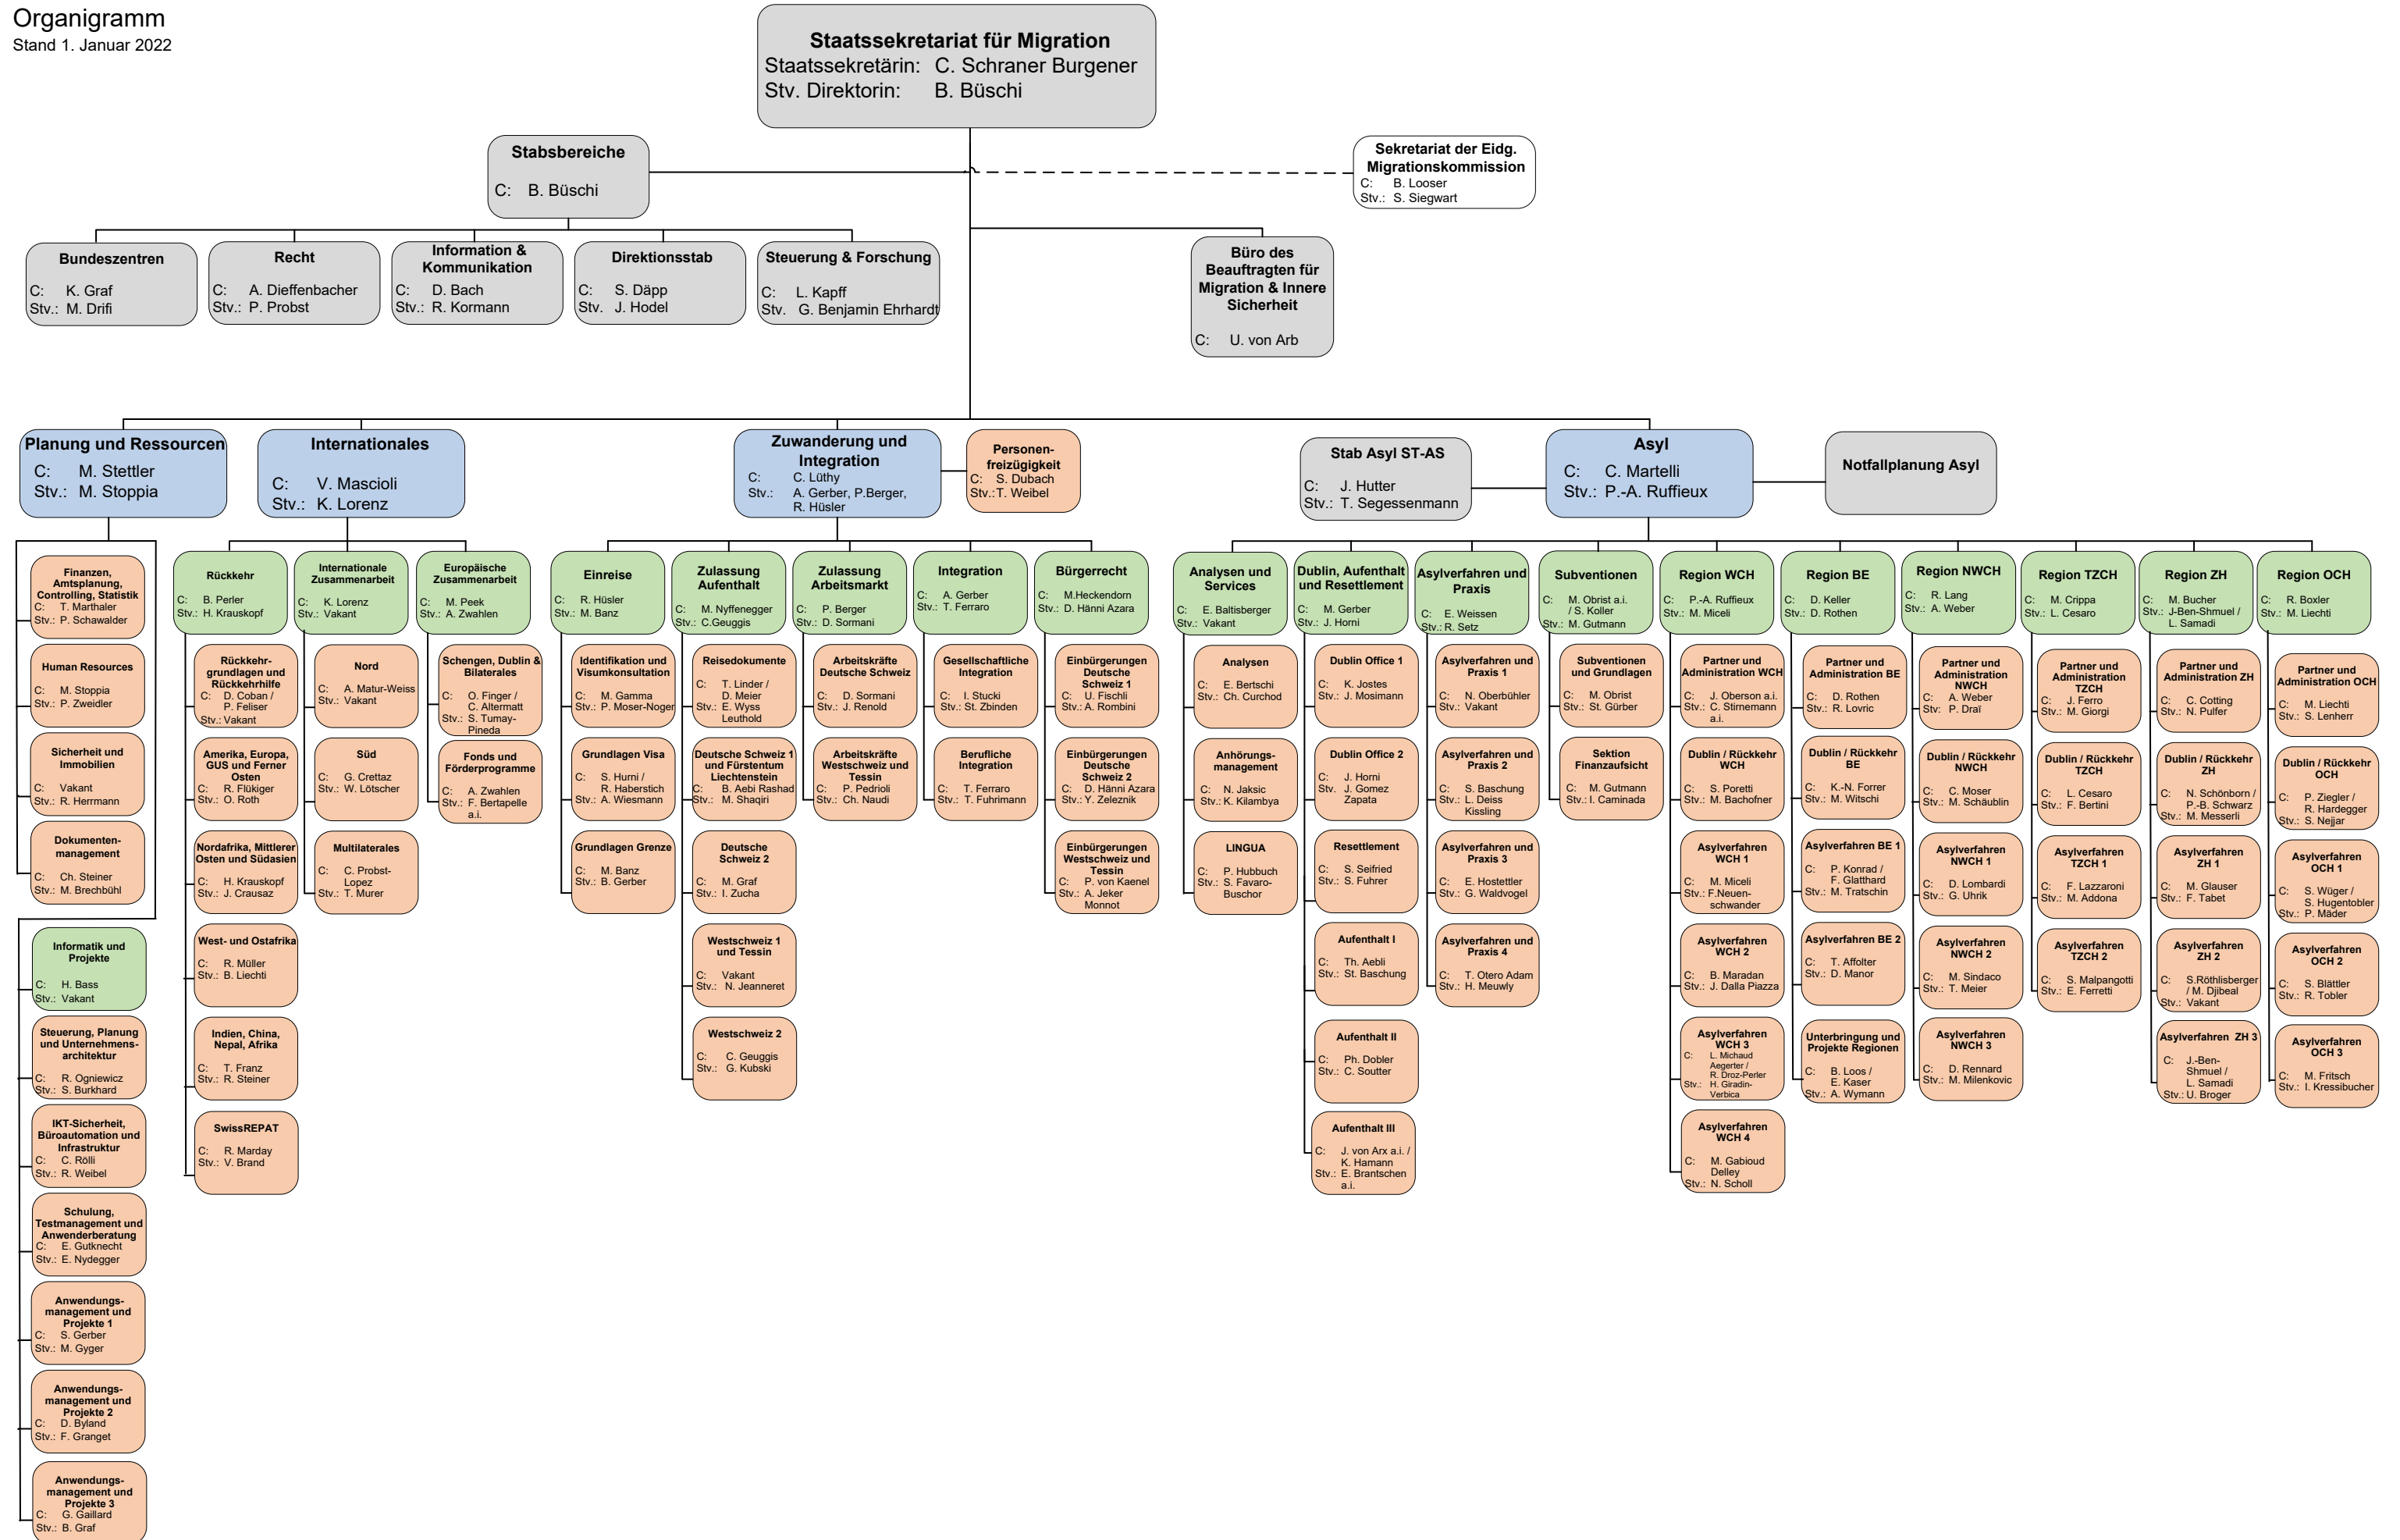 Organigramm
Stand 1. Januar 2022
Staatssekretariat für Migration
Staatssekretärin: C. Schraner Burgener
Stv. Direktorin: B. Büschi
Stabsbereiche
C: B. Büschi
Sekretariat der Eidg.
Migrationskommission
C: B. Looser
Stv.: S. Siegwart
Bundeszentren
C: K. Graf
Stv.: M. Drifi
Recht
C: A. Dieffenbacher
Stv.: P. Probst
Information &
Kommunikation
C: D. Bach
Stv.: R. Kormann
Direktionsstab
C: S. Däpp
Stv. J. Hodel
Steuerung & Forschung
C: L. Kapff
Stv. G. Benjamin Ehrhardt
Büro des
Beauftragten für
Migration & Innere
Sicherheit
C: U. von Arb
Planung und Ressourcen
C: M. Stettler
Stv.: M. Stoppia
Internationales
C: V. Mascioli
Stv.: K. Lorenz
Zuwanderung und
Integration
C: C. Lüthy
Stv.: A. Gerber, P.Berger,
R. Hüsler
Personen-
freizügigkeit
C: S. Dubach
Stv.: T. Weibel
Stab Asyl ST-AS
C: J. Hutter
Stv.: T. Segessenmann
Asyl
C: C. Martelli
Stv.: P.-A. Ruffieux
Notfallplanung Asyl
Finanzen,
Amtsplanung,
Controlling, Statistik
C: T. Marthaler
Stv.: P. Schawalder
Human Resources
C: M. Stoppia
Stv.: P. Zweidler
Sicherheit und
Immobilien
C: Vakant
Stv.: R. Herrmann
Dokumenten-
management
C: Ch. Steiner
Stv.: M. Brechbühl
Informatik und
Projekte
C: H. Bass
Stv.: Vakant
Steuerung, Planung
und Unternehmens-
architektur
C: R. Ogniewicz
Stv.: S. Burkhard
IKT-Sicherheit,
Büroautomation und
Infrastruktur
C: C. Rölli
Stv.: R. Weibel
Schulung,
Testmanagement und
Anwenderberatung
C: E. Gutknecht
Stv.: E. Nydegger
Anwendungs-
management und
Projekte 1
C: S. Gerber
Stv.: M. Gyger
Anwendungs-
management und
Projekte 2
C: D. Byland
Stv.: F. Granget
Anwendungs-
management und
Projekte 3
C: G. Gaillard
Stv.: B. Graf
Rückkehr
C: B. Perler
Stv.: H. Krauskopf
Rückkehr-
grundlagen und
Rückkehrhilfe
C: D. Coban /
P. Feliser
Stv.: Vakant
Amerika, Europa,
GUS und Ferner
Osten
C: R. Flükiger
Stv.: O. Roth
Nordafrika, Mittlerer
Osten und Südasien
C: H. Krauskopf
Stv.: J. Crausaz
West- und Ostafrika
C: R. Müller
Stv.: B. Liechti
Indien, China,
Nepal, Afrika
C: T. Franz
Stv.: R. Steiner
SwissREPAT
C: R. Marday
Stv.: V. Brand
Internationale
Zusammenarbeit
C: K. Lorenz
Stv.: Vakant
Nord
C: A. Matur-Weiss
Stv.: Vakant
Süd
C: G. Crettaz
Stv.: W. Lötscher
Multilaterales
C: C. Probst-
Lopez
Stv.: T. Murer
Europäische
Zusammenarbeit
C: M. Peek
Stv.: A. Zwahlen
Schengen, Dublin &
Bilaterales
C: O. Finger /
C. Altermatt
Stv.: S. Tumay-
Pineda
Fonds und
Förderprogramme
C: A. Zwahlen
Stv.: F. Bertapelle
a.i.
Einreise
C: R. Hüsler
Stv.: M. Banz
Identifikation und
Visumkonsultation
C: M. Gamma
Stv.: P. Moser-Noger
Grundlagen Visa
C: S. Hurni /
R. Haberstich
Stv.: A. Wiesmann
Grundlagen Grenze
C: M. Banz
Stv.: B. Gerber
Zulassung
Aufenthalt
C: M. Nyffenegger
Stv.: C.Geuggis
Reisedokumente
C: T. Linder /
D. Meier
Stv.: E. Wyss
Leuthold
Deutsche Schweiz 1
und Fürstentum
Liechtenstein
C: B. Aebi Rashad
Stv.: M. Shaqiri
Deutsche
Schweiz 2
C: M. Graf
Stv.: I. Zucha
Westschweiz 1
und Tessin
C: Vakant
Stv.: N. Jeanneret
Westschweiz 2
C: C. Geuggis
Stv.: G. Kubski
Zulassung
Arbeitsmarkt
C: P. Berger
Stv.: D. Sormani
Arbeitskräfte
Deutsche Schweiz
C: D. Sormani
Stv.: J. Renold
Arbeitskräfte
Westschweiz und
Tessin
C: P. Pedrioli
Stv.: Ch. Naudi
Integration
C: A. Gerber
Stv.: T. Ferraro
Gesellschaftliche
Integration
C: I. Stucki
Stv.: St. Zbinden
Berufliche
Integration
C: T. Ferraro
Stv.: T. Fuhrimann
Bürgerrecht
C: M.Heckendorn
Stv.: D. Hänni Azara
Einbürgerungen
Deutsche
Schweiz 1
C: U. Fischli
Stv.: A. Rombini
Einbürgerungen
Deutsche
Schweiz 2
C: D. Hänni Azara
Stv.: Y. Zeleznik
Einbürgerungen
Westschweiz und
Tessin
C: P. von Kaenel
Stv.: A. Jeker
Monnot
Analysen und
Services
C: E. Baltisberger
Stv.: Vakant
Analysen
C: E. Bertschi
Stv.: Ch. Curchod
Anhörungs-
management
C: N. Jaksic
Stv.: K. Kilambya
LINGUA
C: P. Hubbuch
Stv.: S. Favaro-
Buschor
Dublin, Aufenthalt
und Resettlement
C: M. Gerber
Stv.: J. Horni
Dublin Office 1
C: K. Jostes
Stv.: J. Mosimann
Dublin Office 2
C: J. Horni
Stv. J. Gomez
Zapata
Resettlement
C: S. Seifried
Stv.: S. Fuhrer
Aufenthalt I
C: Th. Aebli
Stv.: St. Baschung
Aufenthalt II
C: Ph. Dobler
Stv.: C. Soutter
Aufenthalt III
C: J. von Arx a.i. /
K. Hamann
Stv.: E. Brantschen
a.i.
Asylverfahren und
Praxis
C: E. Weissen
Stv.: R. Setz
Asylverfahren und
Praxis 1
C: N. Oberbühler
Stv.: Vakant
Asylverfahren und
Praxis 2
C: S. Baschung
Stv.: L. Deiss
Kissling
Asylverfahren und
Praxis 3
C: E. Hostettler
Stv.: G. Waldvogel
Asylverfahren und
Praxis 4
C: T. Otero Adam
Stv.: H. Meuwly
Subventionen
C: M. Obrist a.i.
/ S. Koller
Stv.: M. Gutmann
Subventionen
und Grundlagen
C: M. Obrist
Stv.: St. Gürber
Sektion
Finanzaufsicht
C: M. Gutmann
Stv.: I. Caminada
Region WCH
C: P.-A. Ruffieux
Stv.: M. Miceli
Partner und
Administration WCH
C: J. Oberson a.i.
Stv.: C. Stirnemann
a.i.
Dublin / Rückkehr
WCH
C: S. Poretti
Stv.: M. Bachofner
Asylverfahren
WCH 1
C: M. Miceli
Stv.: F.Neuen-
schwander
Asylverfahren
WCH 2
C: B. Maradan
Stv.: J. Dalla Piazza
Asylverfahren
WCH 3
C: L. Michaud
Aegerter /
R. Droz-Perler
Stv.: H. Giradin-
Verbica
Asylverfahren
WCH 4
C: M. Gabioud
Delley
Stv.: N. Scholl
Region BE
C: D. Keller
Stv.: D. Rothen
Partner und
Administration BE
C: D. Rothen
Stv.: R. Lovric
Dublin / Rückkehr
BE
C: K.-N. Forrer
Stv.: M. Witschi
Asylverfahren BE 1
C: P. Konrad /
F. Glatthard
Stv.: M. Tratschin
Asylverfahren BE 2
C: T. Affolter
Stv.: D. Manor
Unterbringung und
Projekte Regionen
C: B. Loos /
E. Kaser
Stv.: A. Wymann
Region NWCH
C: R. Lang
Stv.: A. Weber
Partner und
Administration
NWCH
C: A. Weber
Stv: P. Draï
Dublin / Rückkehr
NWCH
C: C. Moser
Stv.: M. Schäublin
Asylverfahren
NWCH 1
C: D. Lombardi
Stv.: G. Uhrik
Asylverfahren
NWCH 2
C: M. Sindaco
Stv.: T. Meier
Asylverfahren
NWCH 3
C: D. Rennard
Stv.: M. Milenkovic
Region TZCH
C: M. Crippa
Stv.: L. Cesaro
Partner und
Administration
TZCH
C: J. Ferro
Stv.: M. Giorgi
Dublin / Rückkehr
TZCH
C: L. Cesaro
Stv.: F. Bertini
Asylverfahren
TZCH 1
C: F. Lazzaroni
Stv.: M. Addona
Asylverfahren
TZCH 2
C: S. Malpangotti
Stv.: E. Ferretti
Region ZH
C: M. Bucher
Stv.: J-Ben-Shmuel /
L. Samadi
Partner und
Administration ZH
C: C. Cotting
Stv.: N. Pulfer
Dublin / Rückkehr
ZH
C: N. Schönborn /
P.-B. Schwarz
Stv.: M. Messerli
Asylverfahren
ZH 1
C: M. Glauser
Stv.: F. Tabet
Asylverfahren
ZH 2
C: S.Röthlisberger
/ M. Djibeal
Stv.: Vakant
Asylverfahren ZH 3
C: J.-Ben-
Shmuel /
L. Samadi
Stv.: U. Broger
Region OCH
C: R. Boxler
Stv.: M. Liechti
Partner und
Administration OCH
C: M. Liechti
Stv.: S. Lenherr
Dublin / Rückkehr
OCH
C: P. Ziegler /
R. Hardegger
Stv.: S. Nejjar
Asylverfahren
OCH 1
C: S. Wüger /
S. Hugentobler
Stv.: P. Mäder
Asylverfahren
OCH 2
C: S. Blättler
Stv.: R. Tobler
Asylverfahren
OCH 3
C: M. Fritsch
Stv.: I. Kressibucher